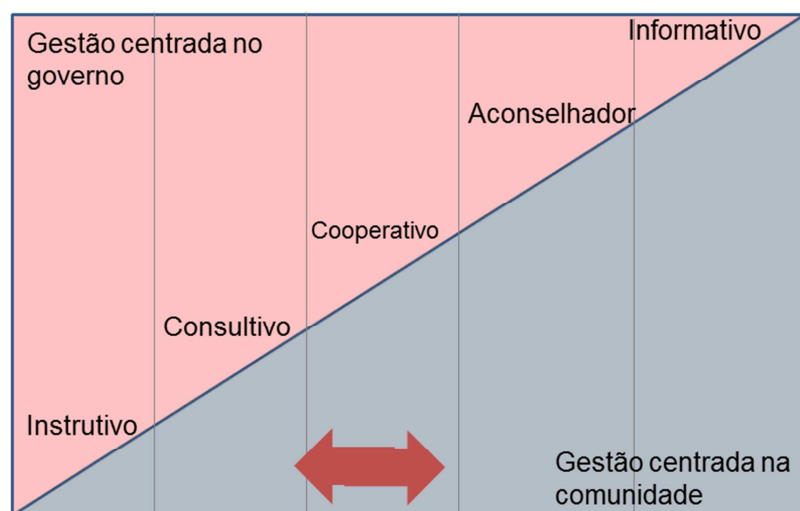 Informativo
Gestão centrada no
governo
Aconselhador
Cooperativo
Consultivo
Instrutivo
Gestão centrada na
comunidade